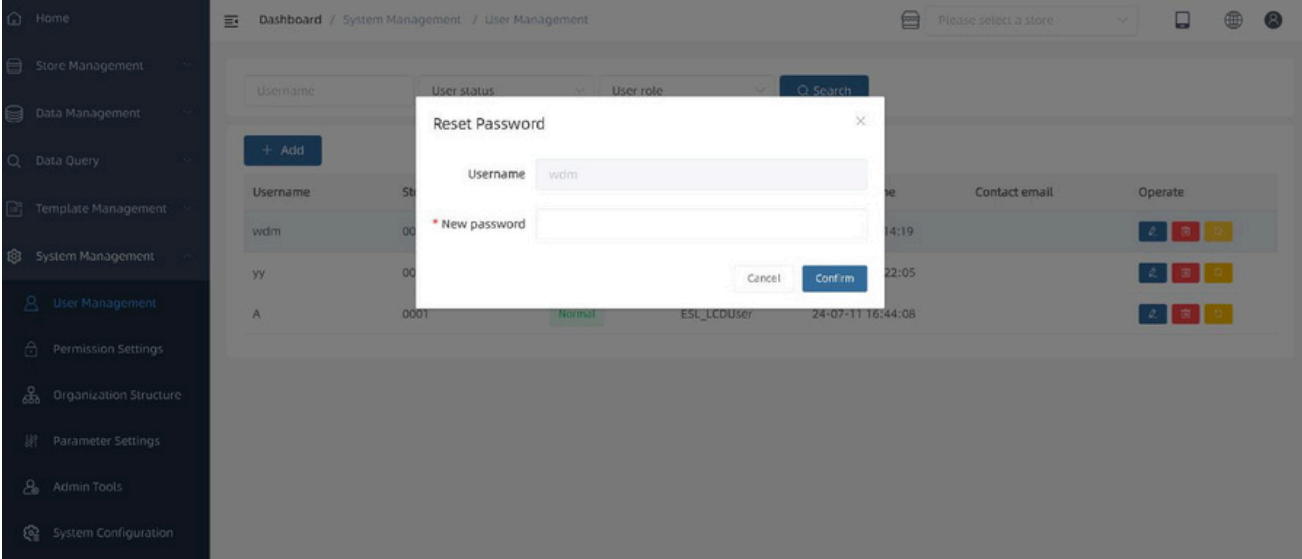 Home
Dashboard / System Management / User Management
Please select a store
Store Management
Username
User status
User role
Search
Data Management
Reset Password
+ Add
Data Query
Username
wdm
Username
Contact email
Operate
Template Management
* New password
wdm
14:19
System Management
yy
22:05
Cancel
Confirm
User Management
A
0001
Normal
ESL_LCDUser
24-07-11 16:44:08
Permission Settings
Organization Structure
Parameter Settings
Admin Tools
System Configuration